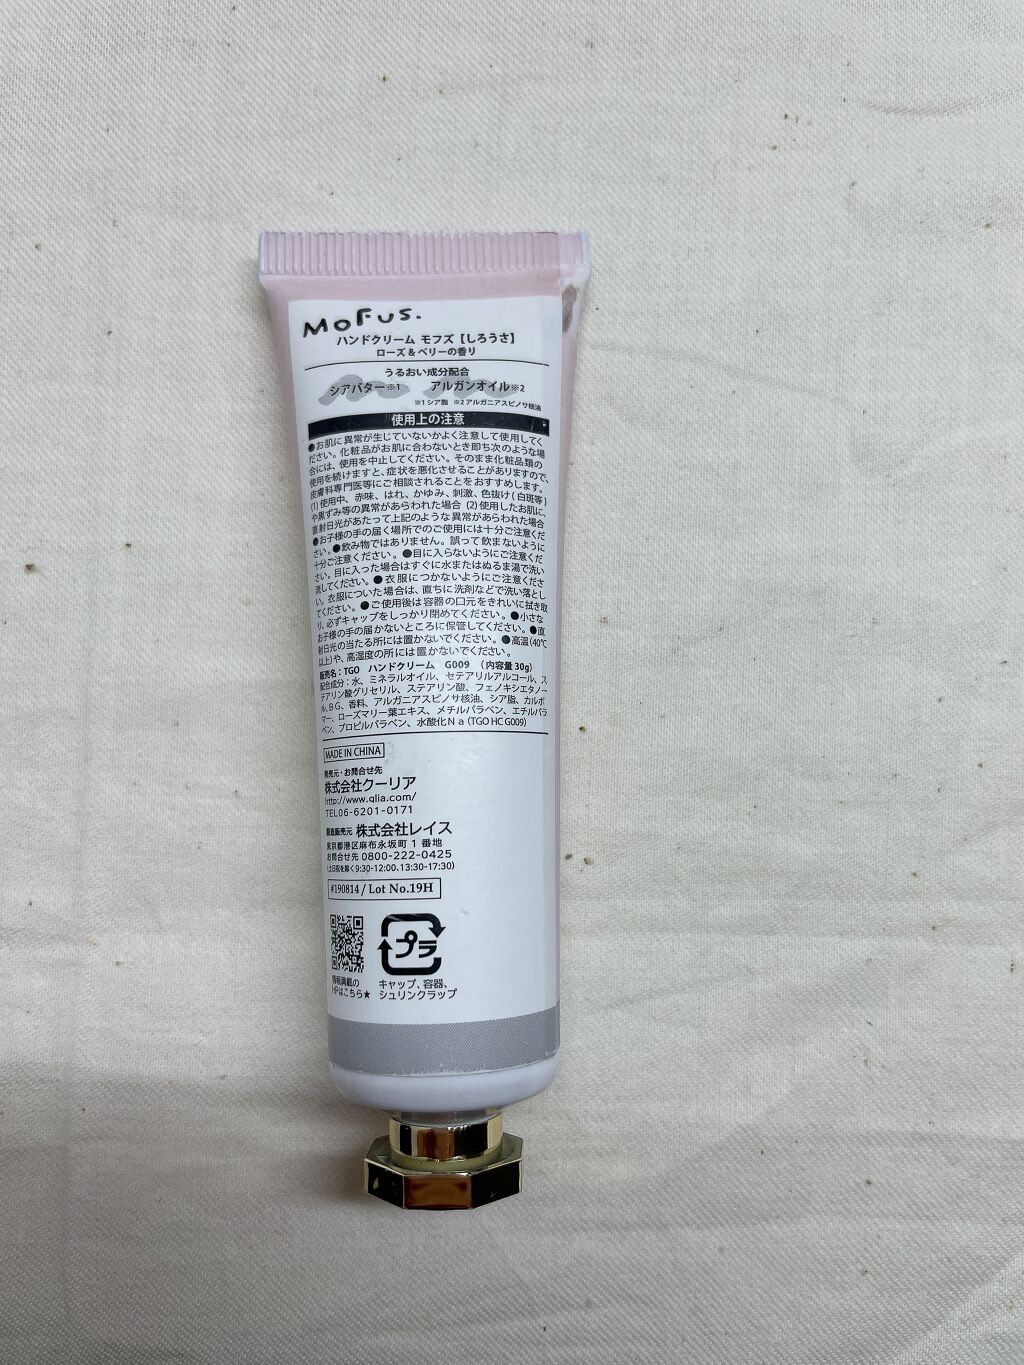 MoFus.
ハンドクリーム モフズ【しろうさ】
ローズ&ベリーの香り
うるおい成分配合
シアバター※1 アルガンオイル※2
※1 シア脂 ※2 アルガニアスピノサ核油
使用上の注意
●お肌に異常が生じていないかよく注意して使用してく
ださい。化粧品がお肌に合わないとき即ち次のような場
合には、使用を中止してください。そのまま化粧品類の
使用を続けますと、症状を悪化させることがありますので、
皮膚科専門医等にご相談されることをおすすめします。
(1)使用中、赤味、はれ、かゆみ、刺激、色抜け(白斑等)
や黒ずみ等の異常があらわれた場合 (2)使用したお肌に、
直射日光があたって上記のような異常があらわれた場合
●お子様の手の届く場所でのご使用には十分ご注意くだ
さい。●飲み物ではありません。誤って飲まないように
十分ご注意ください。●目に入らないようにご注意くだ
さい。目に入った場合はすぐに水またはぬるま湯で洗い
流してください。●衣服につかないようにご注意くださ
い。衣服についた場合は、直ちに洗剤などで洗い落とし
てください。●ご使用後は容器の口元をきれいに拭き取
り、必ずキャップをしっかり閉めてください。●小さな
お子様の手の届かないところに保管してください。●直
射日光の当たる所には置かないでください。●高温(40℃
以上)や、高湿度の所には置かないでください。
販売名：TGO ハンドクリーム G009 （内容量30g）
配合成分：水、ミネラルオイル、セテアリルアルコール、ス
テアリン酸グリセリル、ステアリン酸、フェノキシエタノー
ル、BG、香料、アルガニアスピノサ核油、シア脂、カルボ
マー、ローズマリー葉エキス、メチルパラベン、エチルパラ
ベン、プロピルパラベン、水酸化Na(TGO HC G009)
MADE IN CHINA
発売元・お問合せ先
株式会社クーリア
http://www.qlia.com/
TEL06-6201-0171
製造販売元 株式会社レイス
東京都港区麻布永坂町1番地
お問合せ先 0800-222-0425
(土日祝を除く9:30-12:00、13:30-17:30)
#190814 / Lot No.19H
プラ
情報満載の
HPはこちら★
キャップ、容器、
シュリンクラップ